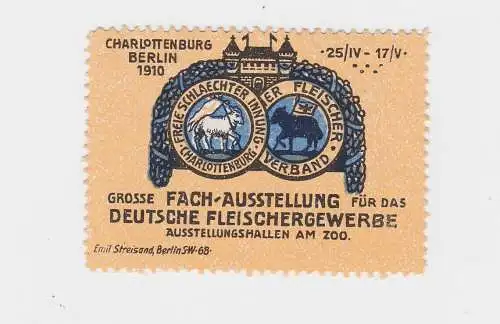 CHARLOTTENBURG
BERLIN
1910
·25/IV - 17/V·
FREIE SCHLAECHTER INNUNG
CHARLOTTENBURG
ER FLEISCHER
VERBAND
GROSSE FACH-AUSSTELLUNG FÜR DAS
DEUTSCHE FLEISCHERGEWERBE
AUSSTELLUNGSHALLEN AM ZOO.
Emil Streisand, Berlin SW·68·